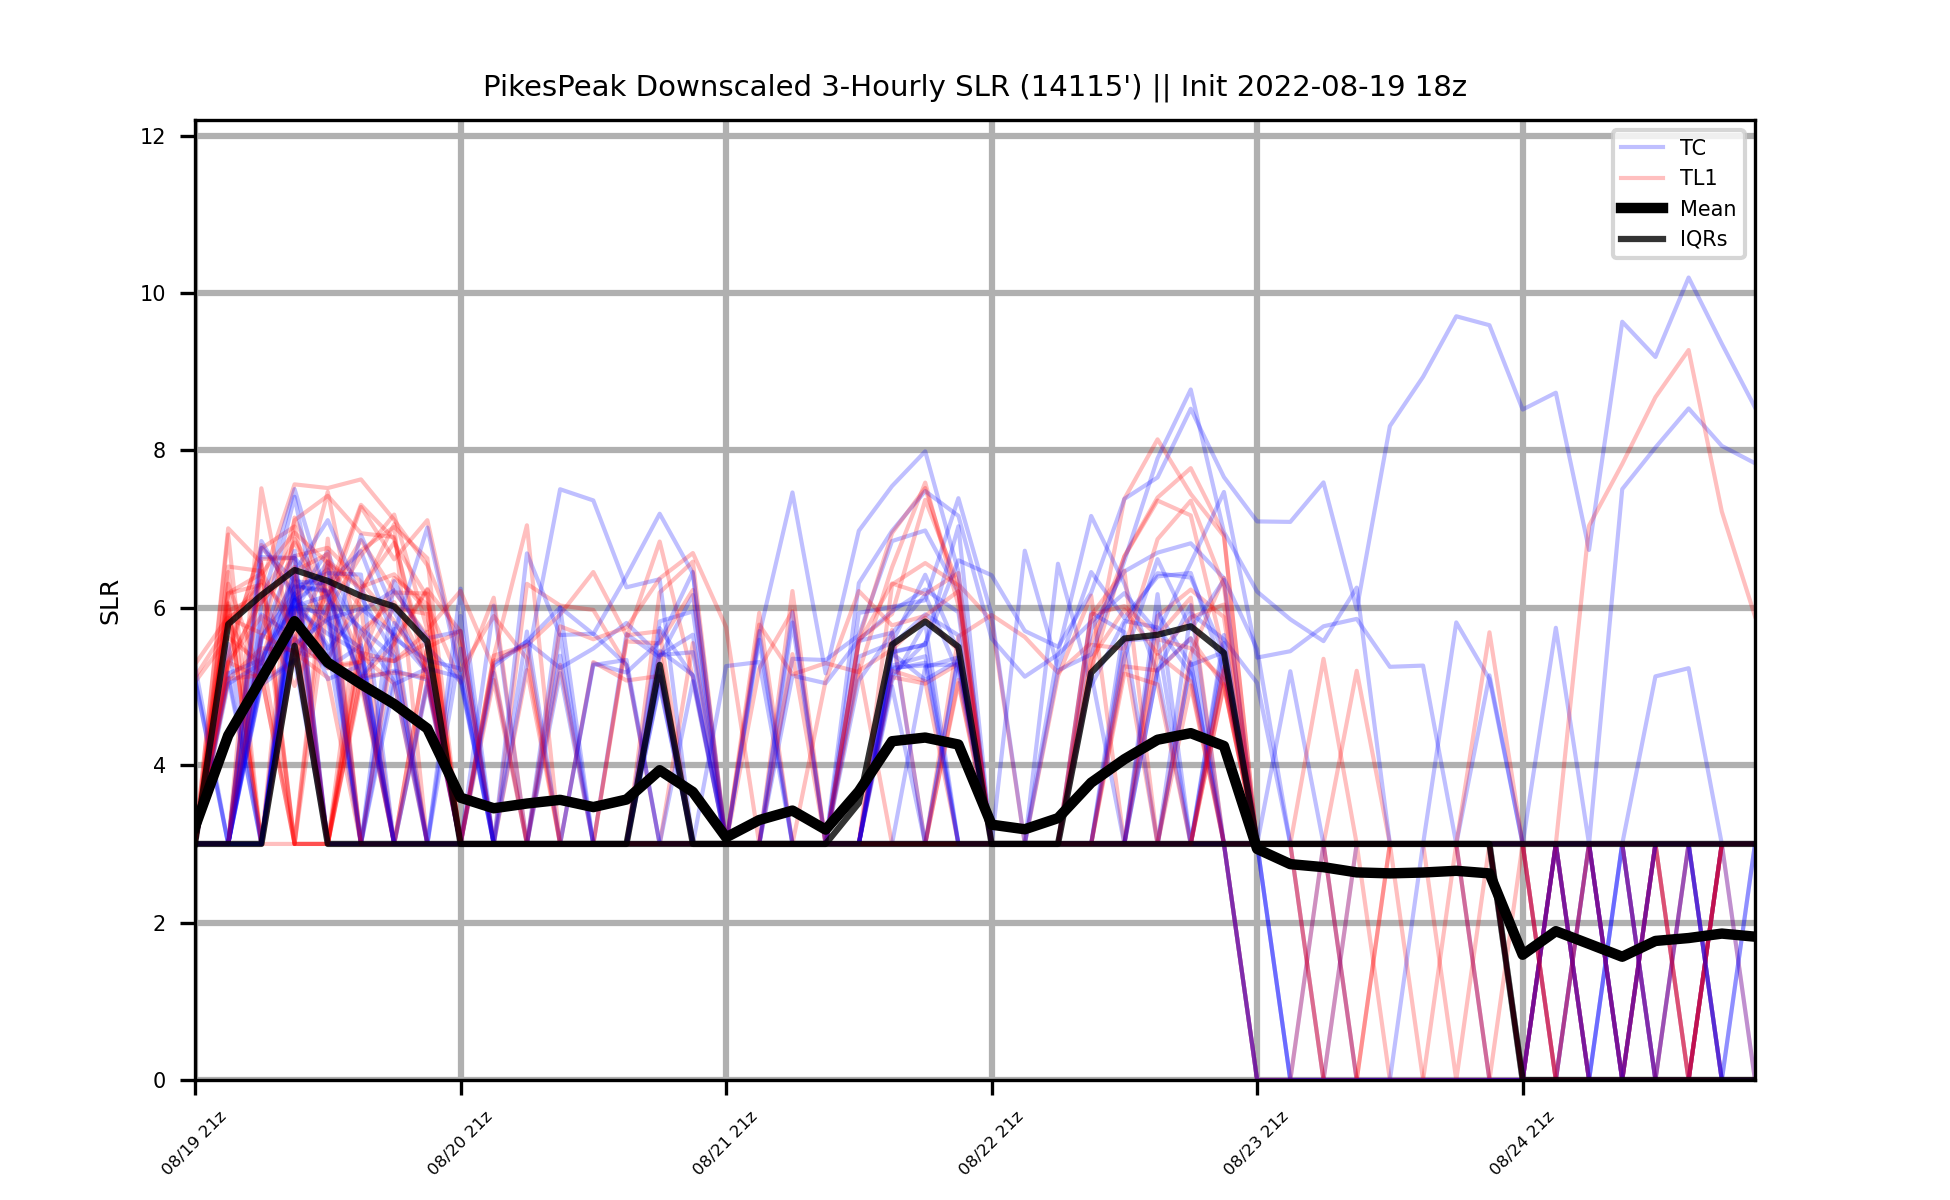 PikesPeak Downscaled 3-Hourly SLR (14115') || Init 2022-08-19 18z
12
10
8
6
4
2
0
SLR
TC
TL1
Mean
IQRs
08/19 21z
08/20 21z
08/21 21z
08/22 21z
08/23 21z
08/24 21z